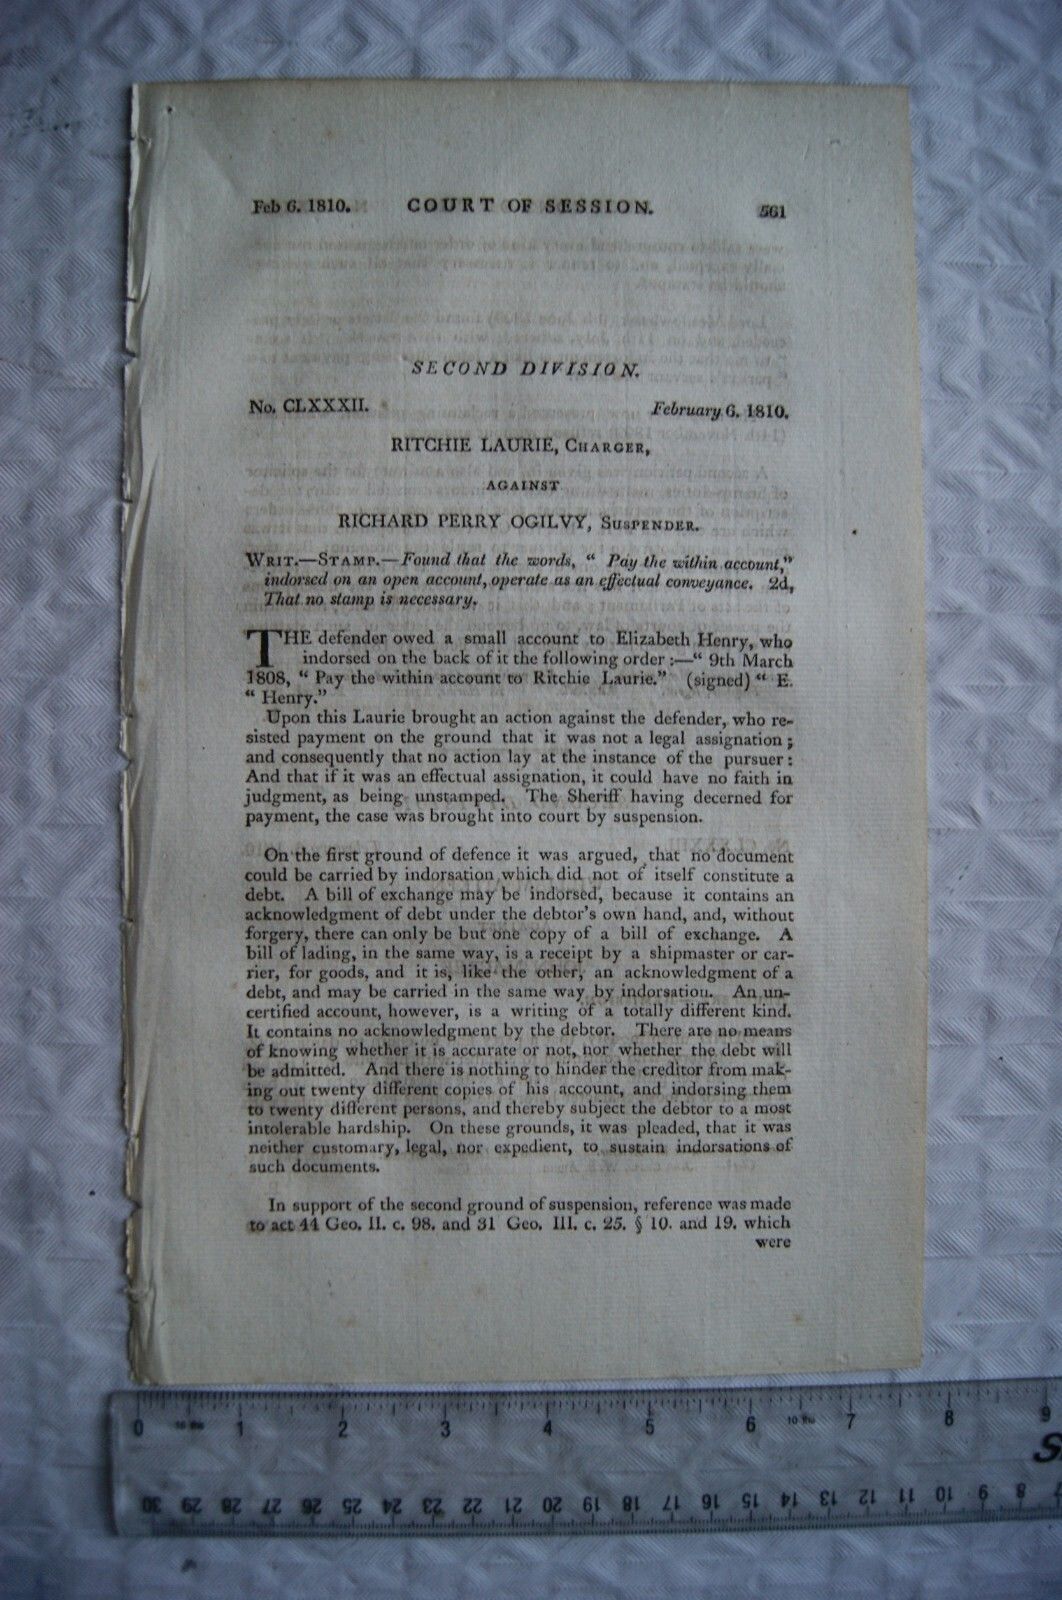 Feb 6. 1810. COURT OF SESSION. 561
SECOND DIVISION.
No. CLXXXII. February 6. 1810.
RITCHIE LAURIE, CHARGER,
AGAINST
RICHARD PERRY OGILVY, SUSPENDER.
WRIT.—STAMP.—Found that the words, “ Pay the within account,”
indorsed on an open account, operate as an effectual conveyance. 2d,
That no stamp is necessary.
THE defender owed a small account to Elizabeth Henry, who
indorsed on the back of it the following order :—“ 9th March
1808, “ Pay the within account to Ritchie Laurie.” (signed) “ E.
“ Henry.”
Upon this Laurie brought an action against the defender, who re-
sisted payment on the ground that it was not a legal assignation ;
and consequently that no action lay at the instance of the pursuer :
And that if it was an effectual assignation, it could have no faith in
judgment, as being unstamped. The Sheriff having decerned for
payment, the case was brought into court by suspension.
On the first ground of defence it was argued, that no document
could be carried by indorsation which did not of itself constitute a
debt. A bill of exchange may be indorsed, because it contains an
acknowledgment of debt under the debtor’s own hand, and, without
forgery, there can only be but one copy of a bill of exchange. A
bill of lading, in the same way, is a receipt by a shipmaster or car-
rier, for goods, and it is, like the other, an acknowledgment of a
debt, and may be carried in the same way by indorsation. An un-
certified account, however, is a writing of a totally different kind.
It contains no acknowledgment by the debtor. There are no means
of knowing whether it is accurate or not, nor whether the debt will
be admitted. And there is nothing to hinder the creditor from mak-
ing out twenty different copies of his account, and indorsing them
to twenty different persons, and thereby subject the debtor to a most
intolerable hardship. On these grounds, it was pleaded, that it was
neither customary, legal, nor expedient, to sustain indorsations of
such documents.
In support of the second ground of suspension, reference was made
to act 44 Geo. II. c. 98. and 31 Geo. III. c. 25. § 10. and 19. which
were
0 1 2 3 4 5 6 10 ths 7 8 9
S
30 29 28 27 26 25 24 23 22 21 20 19 18 17 16 15 14 13 12 11 10 9 8 7